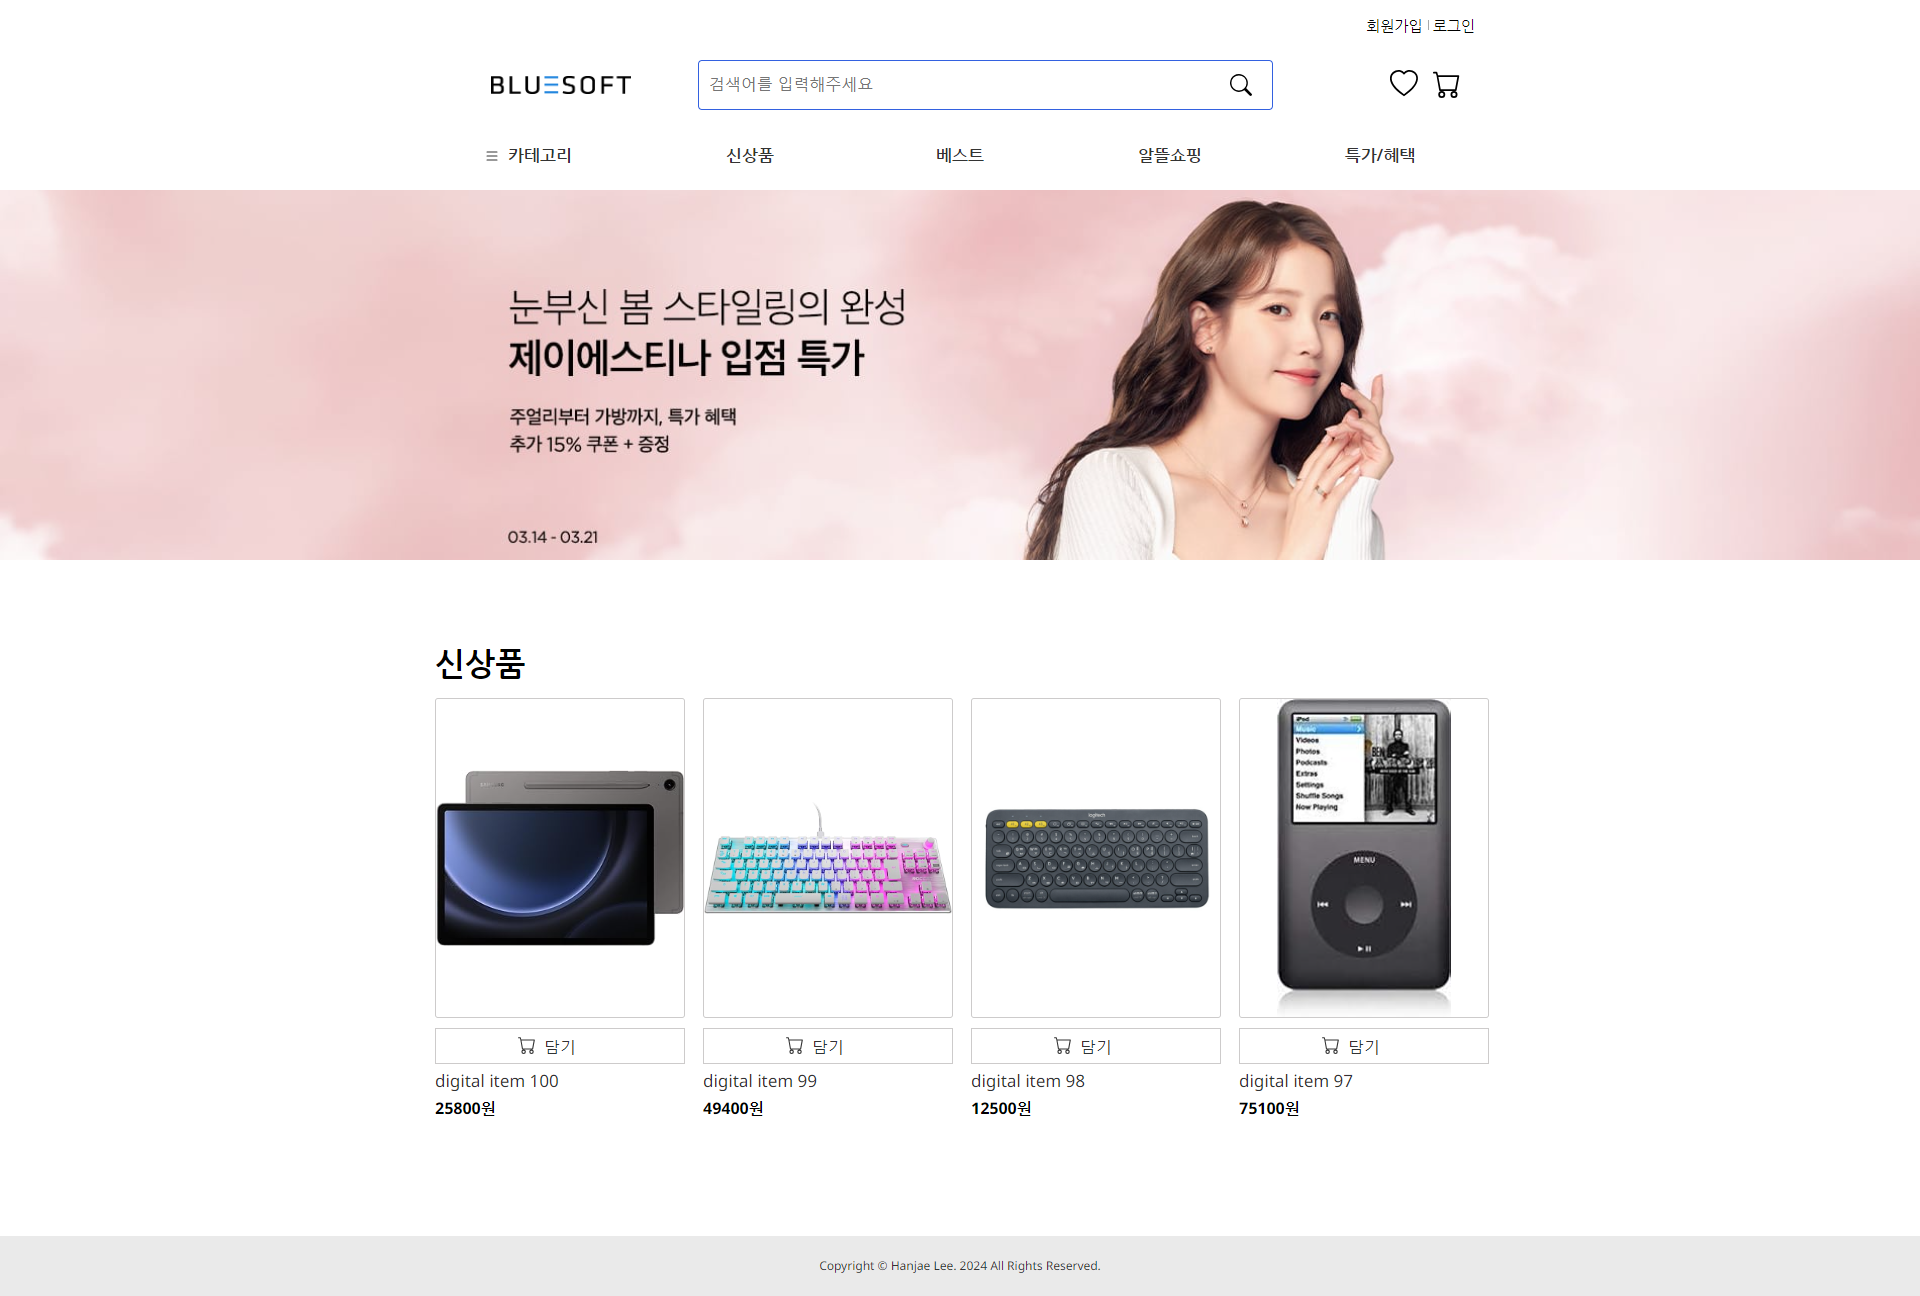 회원가입 | 로그인
BLUESOFT
검색어를 입력해주세요
카테고리
신상품
베스트
알뜰쇼핑
특가/혜택
눈부신 봄 스타일링의 완성
제이에스티나 입점 특가
주얼리부터 가방까지, 특가 혜택
추가 15% 쿠폰 + 증정
03.14 - 03.21
신상품
SAMSUNG
logitech
iPod
Music
Videos
Photos
Podcasts
Extras
Settings
Shuffle Songs
Now Playing
BEN
MENU
담기
담기
담기
담기
digital item 100
digital item 99
digital item 98
digital item 97
25800원
49400원
12500원
75100원
Copyright © Hanjae Lee. 2024 All Rights Reserved.